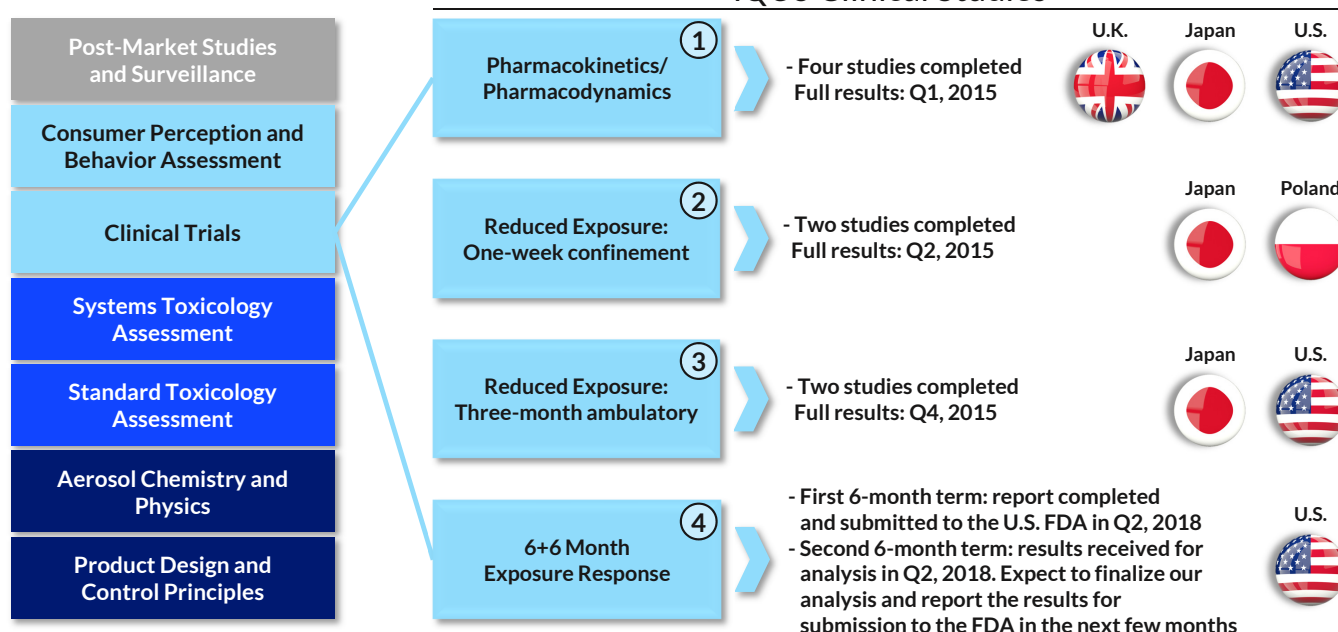 Clinical Studies
Post-Market Studies
and Surveillance
Consumer Perception and
Behavior Assessment
Clinical Trials
Systems Toxicology
Assessment
Standard Toxicology
Assessment
Aerosol Chemistry and
Physics
Product Design and
Control Principles
1
Pharmacokinetics/
Pharmacodynamics
- Four studies completed
Full results: Q1, 2015
U.K. Japan U.S.
2
Reduced Exposure:
One-week confinement
- Two studies completed
Full results: Q2, 2015
Japan Poland
3
Reduced Exposure:
Three-month ambulatory
- Two studies completed
Full results: Q4, 2015
Japan U.S.
4
6+6 Month
Exposure Response
- First 6-month term: report completed
and submitted to the U.S. FDA in Q2, 2018
- Second 6-month term: results received for
analysis in Q2, 2018. Expect to finalize our
analysis and report the results for
submission to the FDA in the next few months
U.S.